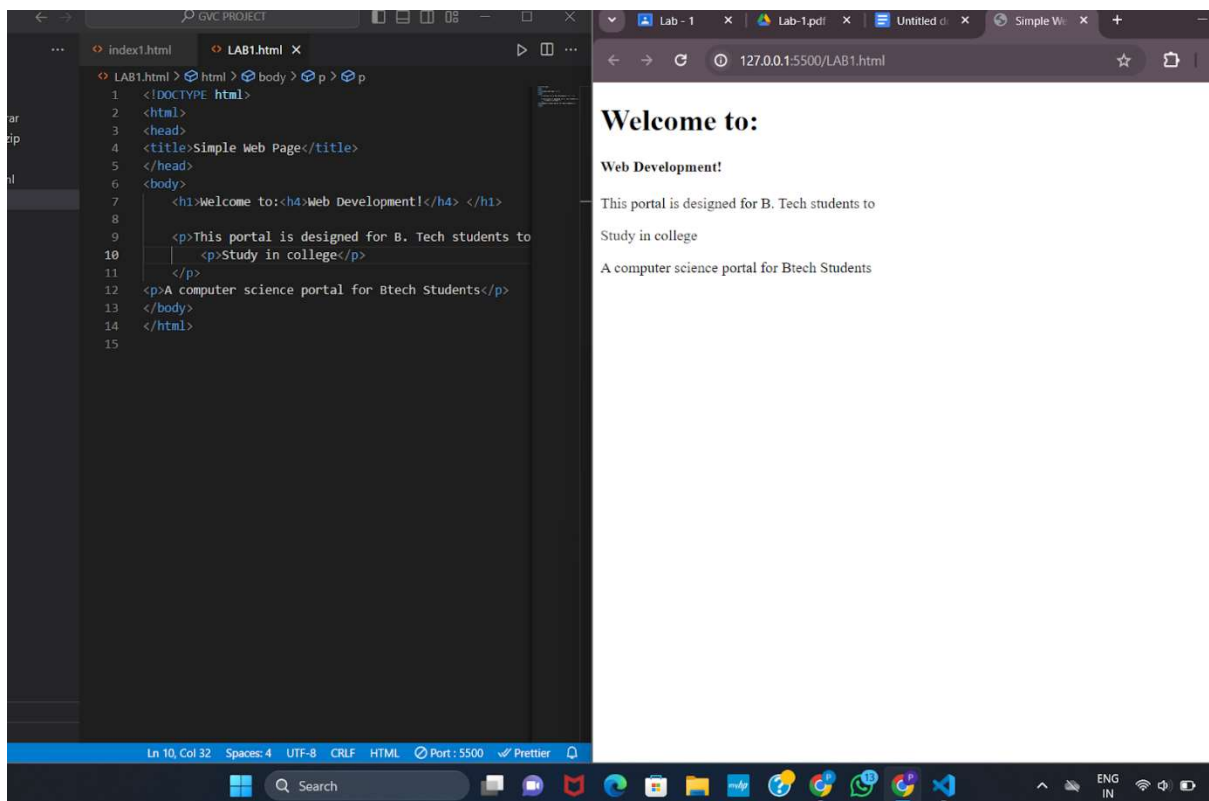 GVC PROJECT
index1.html LAB1.html
LAB1.html > html > body > p > p
1 <!DOCTYPE html>
2 <html>
3 <head>
4 <title>Simple Web Page</title>
5 </head>
6 <body>
7 <h1>Welcome to:<h4>Web Development!</h4> </h1>
8
9 <p>This portal is designed for B. Tech students to
10 <p>Study in college</p>
11 </p>
12 <p>A computer science portal for Btech Students</p>
13 </body>
14 </html>
15
rar
zip
Ln 10, Col 32 Spaces: 4 UTF-8 CRLF HTML Port : 5500 Prettier
Lab - 1 Lab-1.pdf Untitled d Simple We
127.0.0.1:5500/LAB1.html
Welcome to:
Web Development!
This portal is designed for B. Tech students to
Study in college
A computer science portal for Btech Students
Search
13
ENG
IN